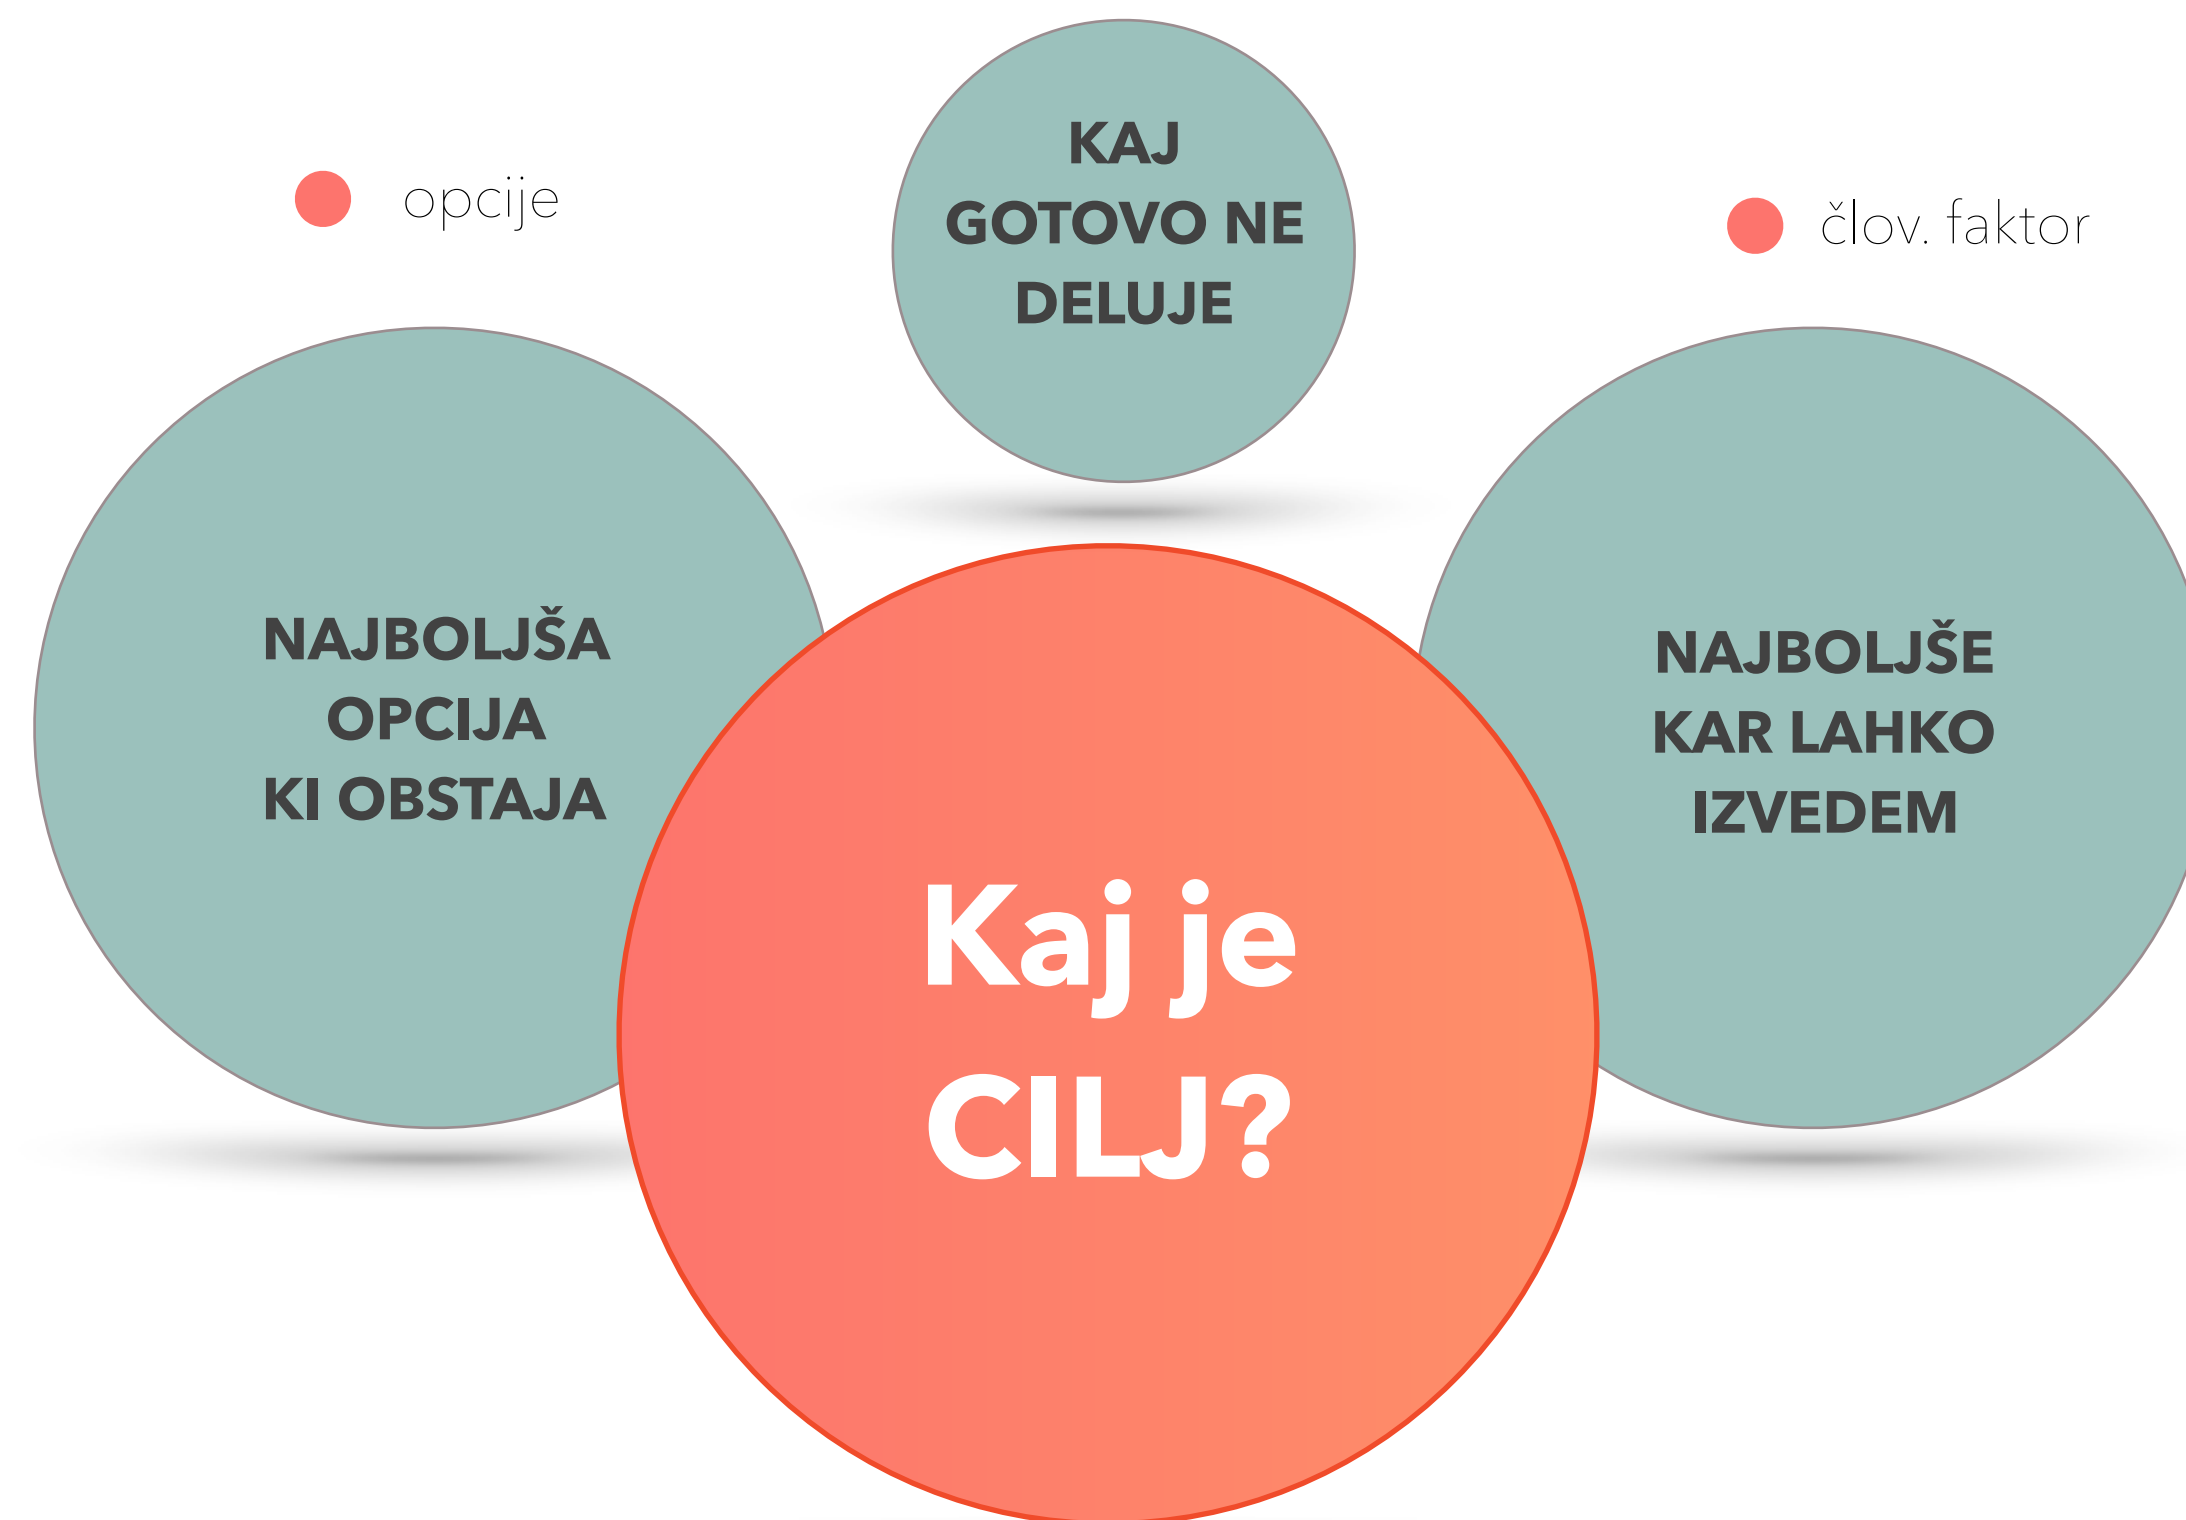 KAJ
GOTOVO NE
DELUJE
opcije
člov. faktor
NAJBOLJŠA
OPCIJA
KI OBSTAJA
NAJBOLJŠE
KAR LAHKO
IZVEDEM
Kaj je
CILJ?